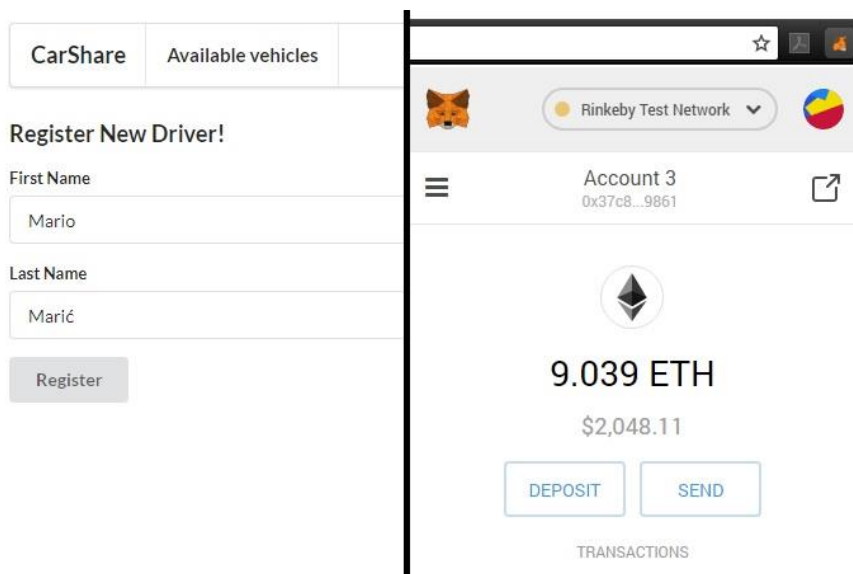 CarShare
Available vehicles
Register New Driver!
First Name
Mario
Last Name
Marić
Register
Rinkeby Test Network
Account 3
0x37c8...9861
9.039 ETH
$2,048.11
DEPOSIT
SEND
TRANSACTIONS